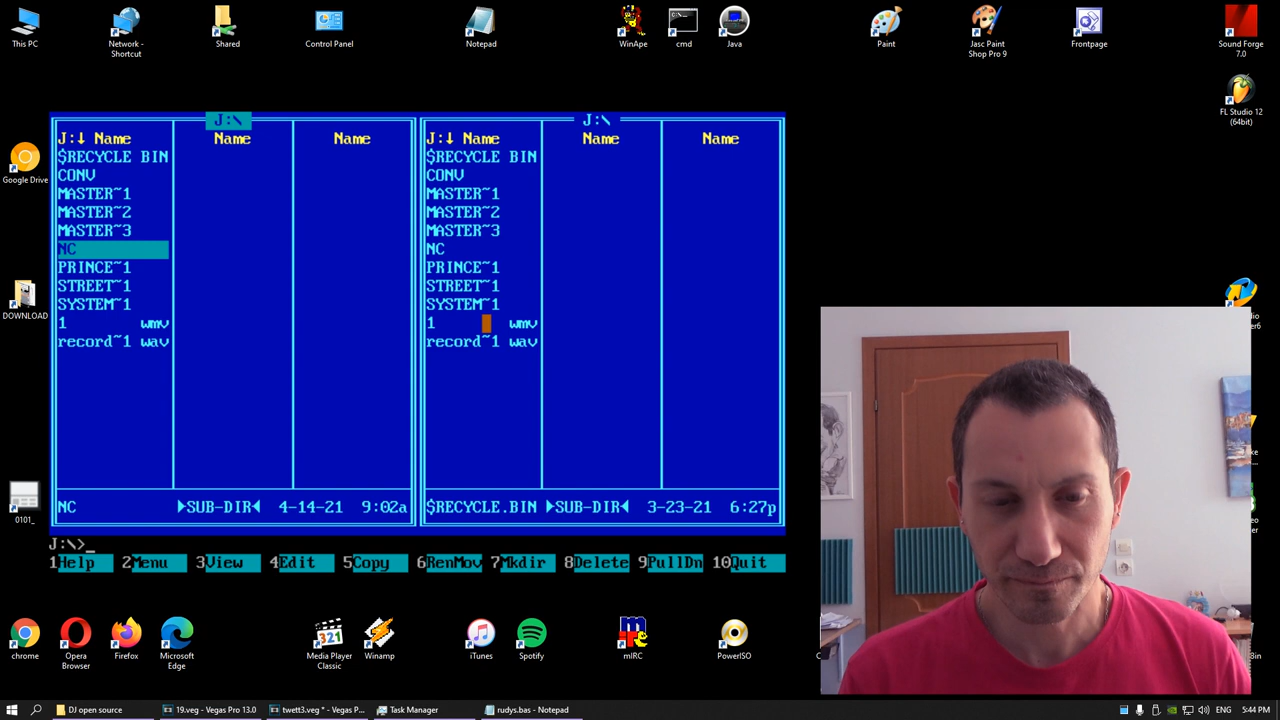 This PC
Network - Shortcut
Shared
Control Panel
Notepad
WinApe
cmd
Java
Paint
Jasc Paint Shop Pro 9
Frontpage
Sound Forge 7.0
FL Studio 12 (64bit)
Google Drive
DOWNLOAD
0101_
J:\
J:↓ Name Name Name
$RECYCLE BIN
CONV
MASTER~1
MASTER~2
MASTER~3
NC
PRINCE~1
STREET~1
SYSTEM~1
1 wmv
record~1 wav
NC ►SUB-DIR◄ 4-14-21 9:02a
J:\
J:↓ Name Name Name
$RECYCLE BIN
CONV
MASTER~1
MASTER~2
MASTER~3
NC
PRINCE~1
STREET~1
SYSTEM~1
1 wmv
record~1 wav
$RECYCLE.BIN ►SUB-DIR◄ 3-23-21 6:27p
J:\>_
1Help 2Menu 3View 4Edit 5Copy 6RenMov 7Mkdir 8Delete 9PullDn 10Quit
chrome
Opera Browser
Firefox
Microsoft Edge
Media Player Classic
Winamp
iTunes
Spotify
mIRC
PowerISO
DJ open source
19.veg - Vegas Pro 13.0
twett3.veg * - Vegas P...
Task Manager
rudys.bas - Notepad
ENG
5:44 PM